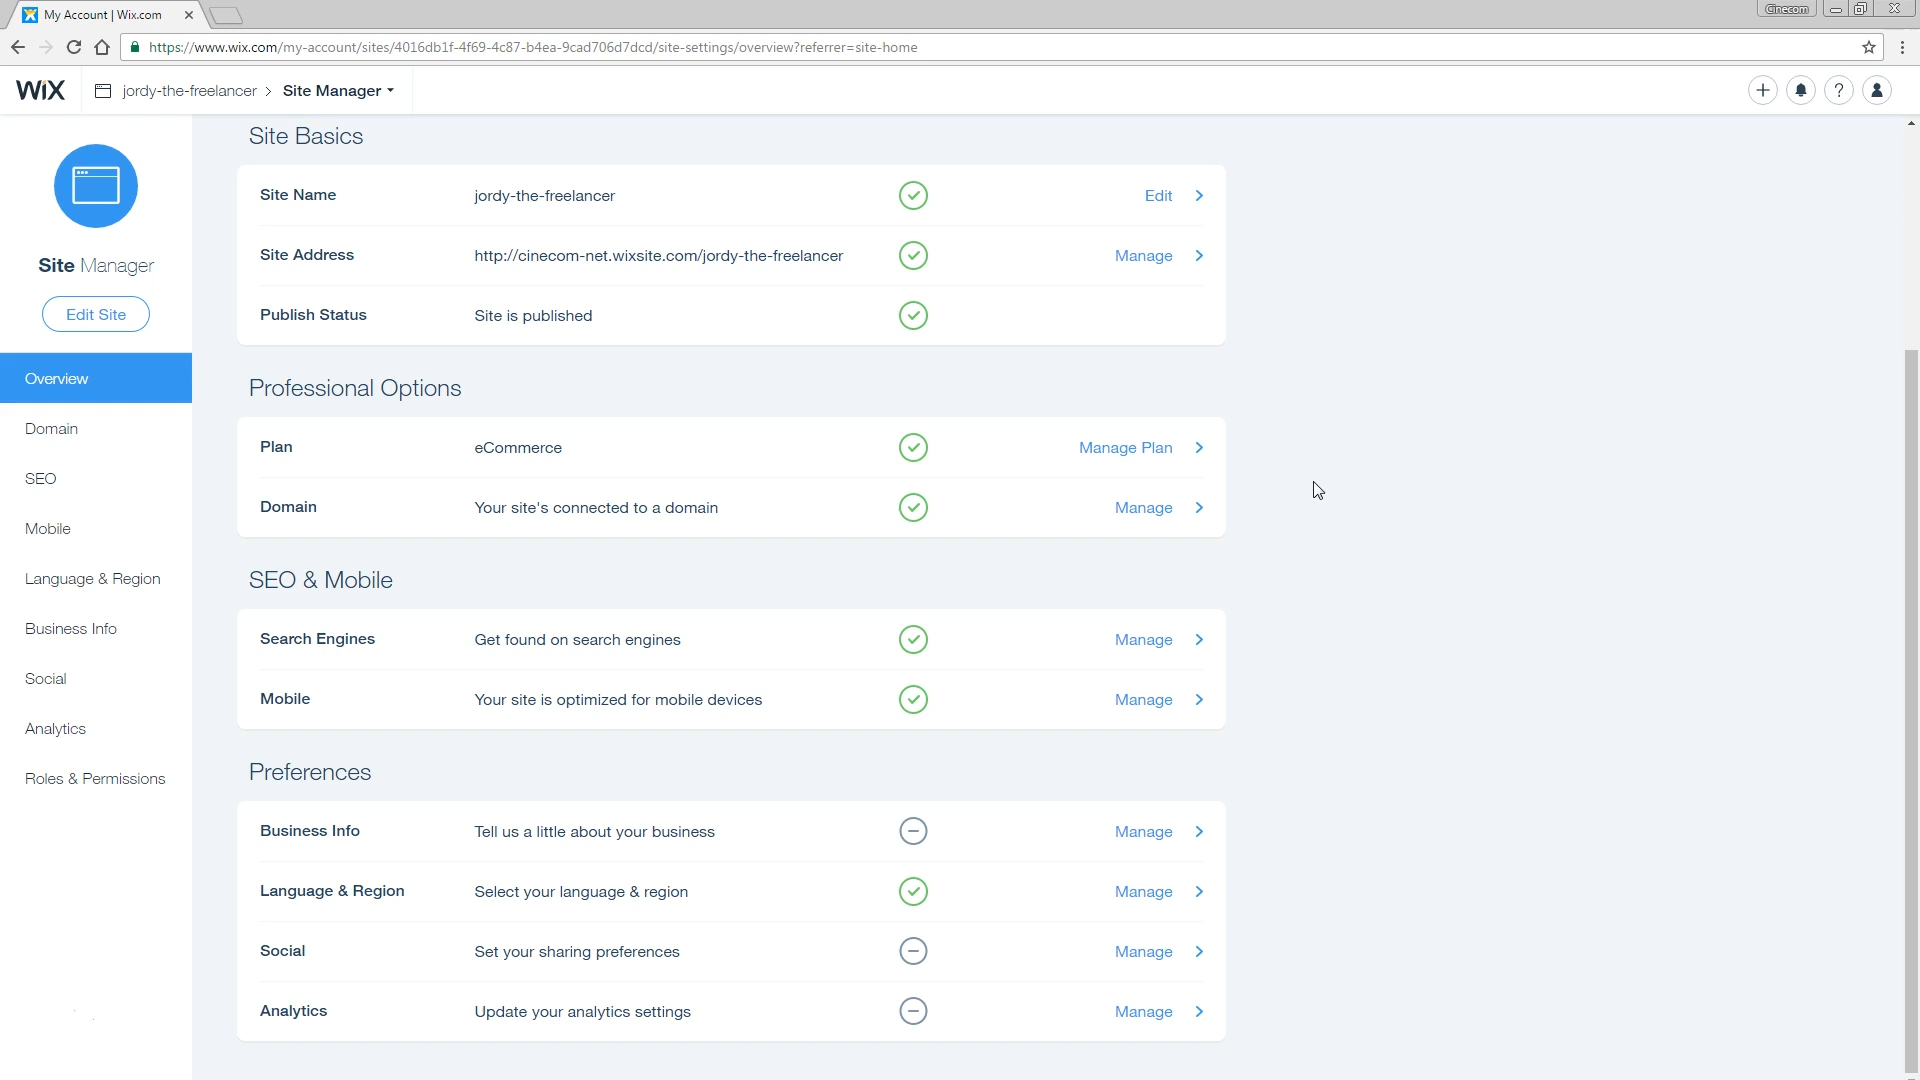 My Account | Wix.com
Cinecom
https://www.wix.com/my-account/sites/4016db1f-4f69-4c87-b4ea-9cad706d7dcd/site-settings/overview?referrer=site-home
WiX jordy-the-freelancer > Site Manager
Site Manager
Edit Site
Overview
Domain
SEO
Mobile
Language & Region
Business Info
Social
Analytics
Roles & Permissions
Site Basics
Site Name jordy-the-freelancer Edit
Site Address http://cinecom-net.wixsite.com/jordy-the-freelancer Manage
Publish Status Site is published
Professional Options
Plan eCommerce Manage Plan
Domain Your site's connected to a domain Manage
SEO & Mobile
Search Engines Get found on search engines Manage
Mobile Your site is optimized for mobile devices Manage
Preferences
Business Info Tell us a little about your business Manage
Language & Region Select your language & region Manage
Social Set your sharing preferences Manage
Analytics Update your analytics settings Manage